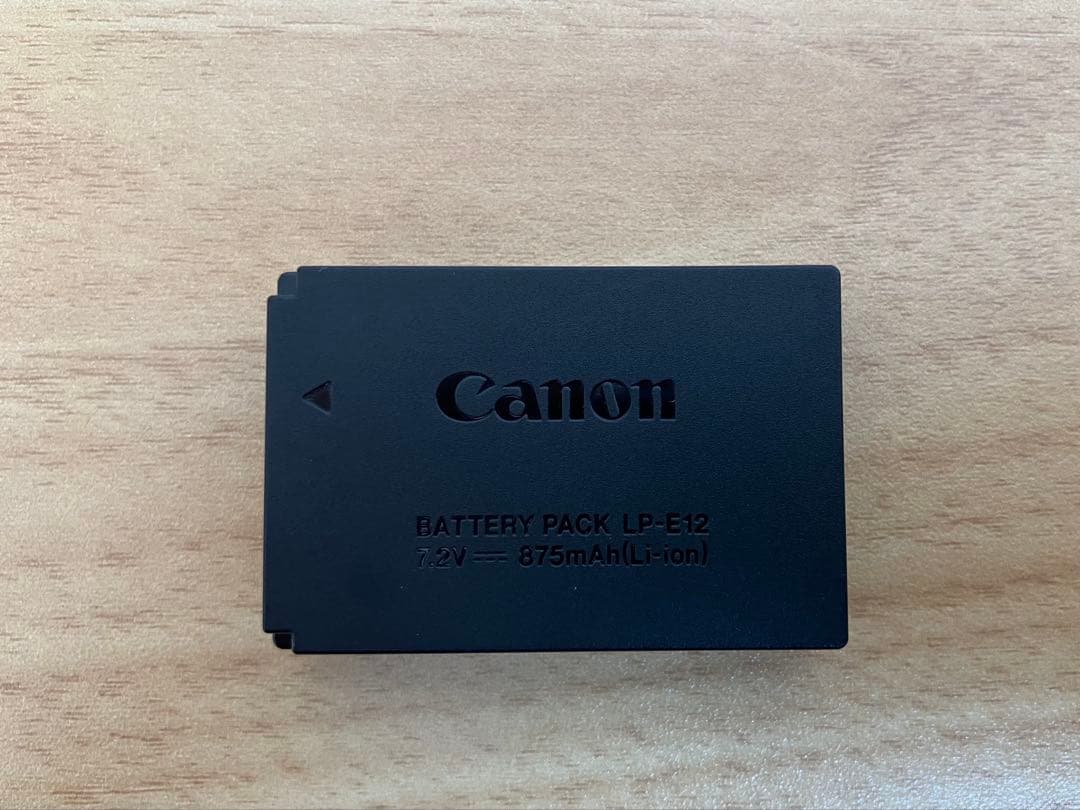 Canon
BATTERY PACK LP-E12
7.2V ⎓ 875mAh(Li-ion)